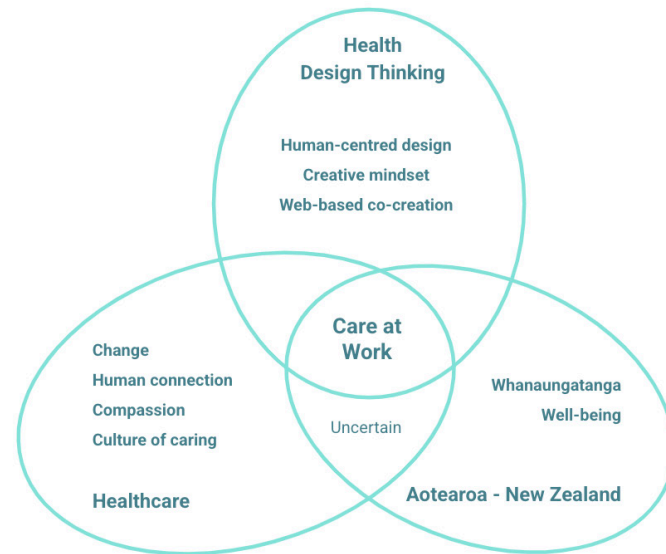 Health
Design Thinking
Human-centred design
Creative mindset
Web-based co-creation
Care at
Work
Change
Human connection
Compassion
Culture of caring
Healthcare
Uncertain
Whanaungatanga
Well-being
Aotearoa - New Zealand